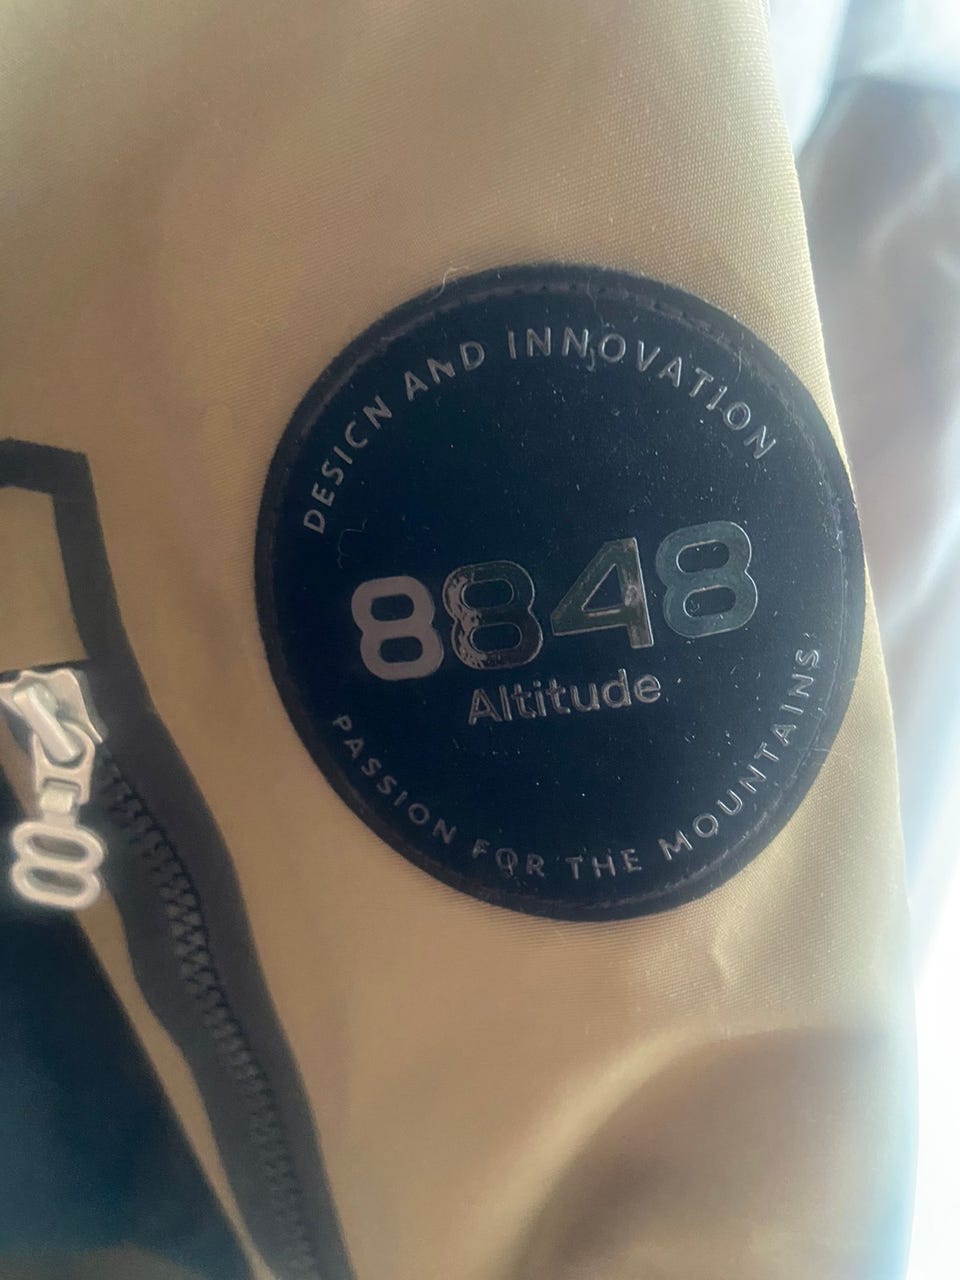 DESIGN AND INNOVATION
8848
Altitude
PASSION FOR THE MOUNTAINS